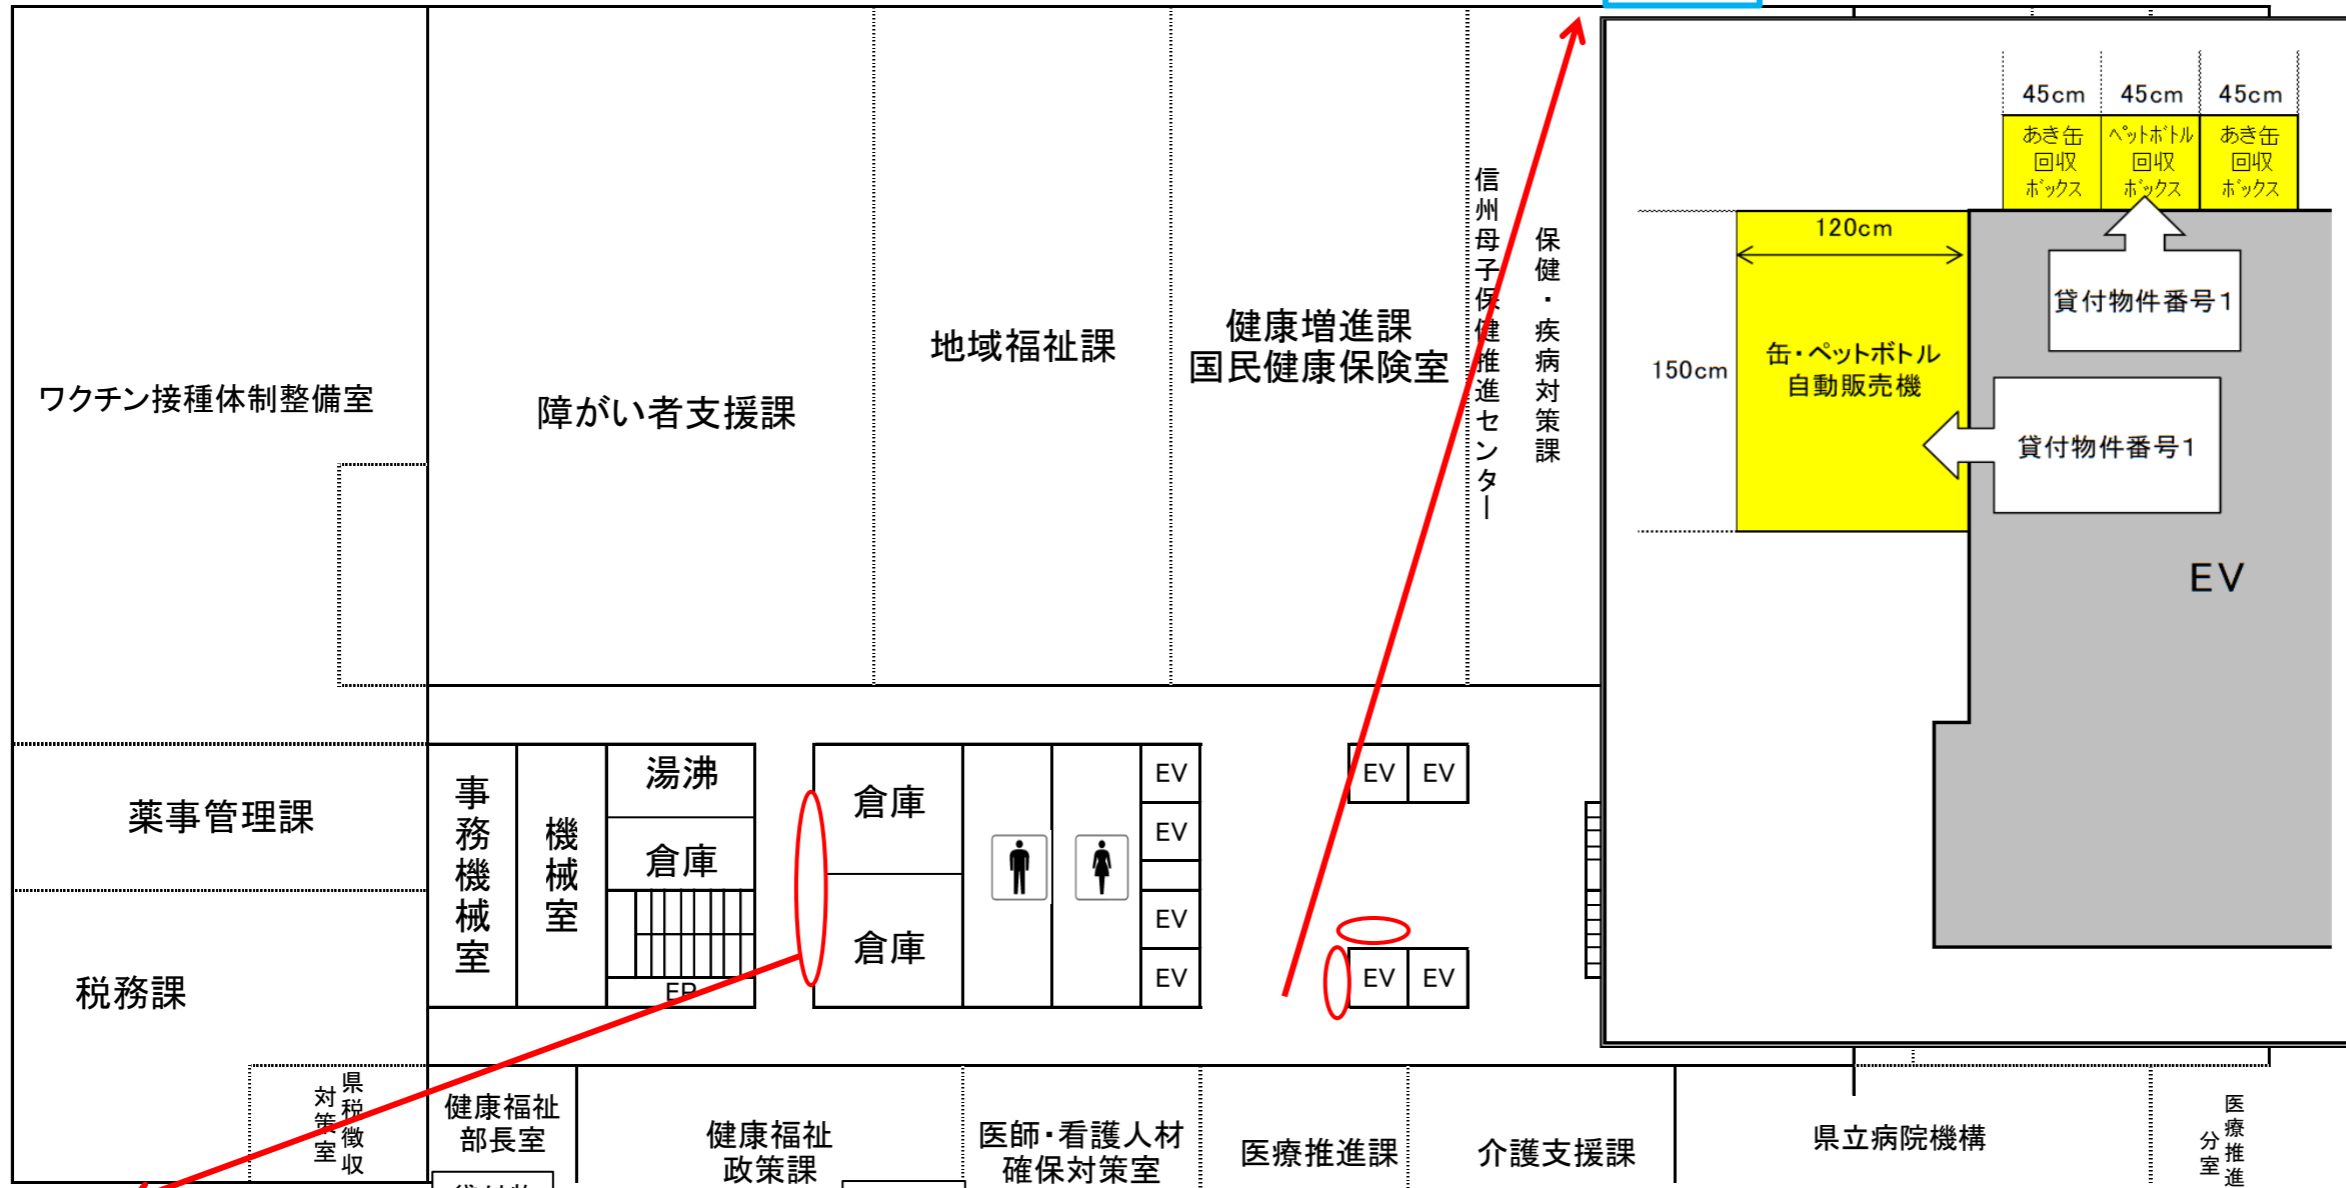 45cm 45cm 45cm
あき缶
回収
ボックス
ペットボトル
回収
ボックス
あき缶
回収
ボックス
120cm
貸付物件番号1
150cm
缶・ペットボトル
自動販売機
貸付物件番号1
EV
ワクチン接種体制整備室
障がい者支援課
地域福祉課
健康増進課
国民健康保険室
信州母子保健推進センター
保健・疾病対策課
薬事管理課
税務課
県税徴収
対策室
事務機械室
機械室
湯沸
倉庫
EP
倉庫
倉庫
EV
EV
EV
EV
EV EV
EV EV
健康福祉
部長室
健康福祉
政策課
医師・看護人材
確保対策室
医療推進課
介護支援課
県立病院機構
医療推進
分室